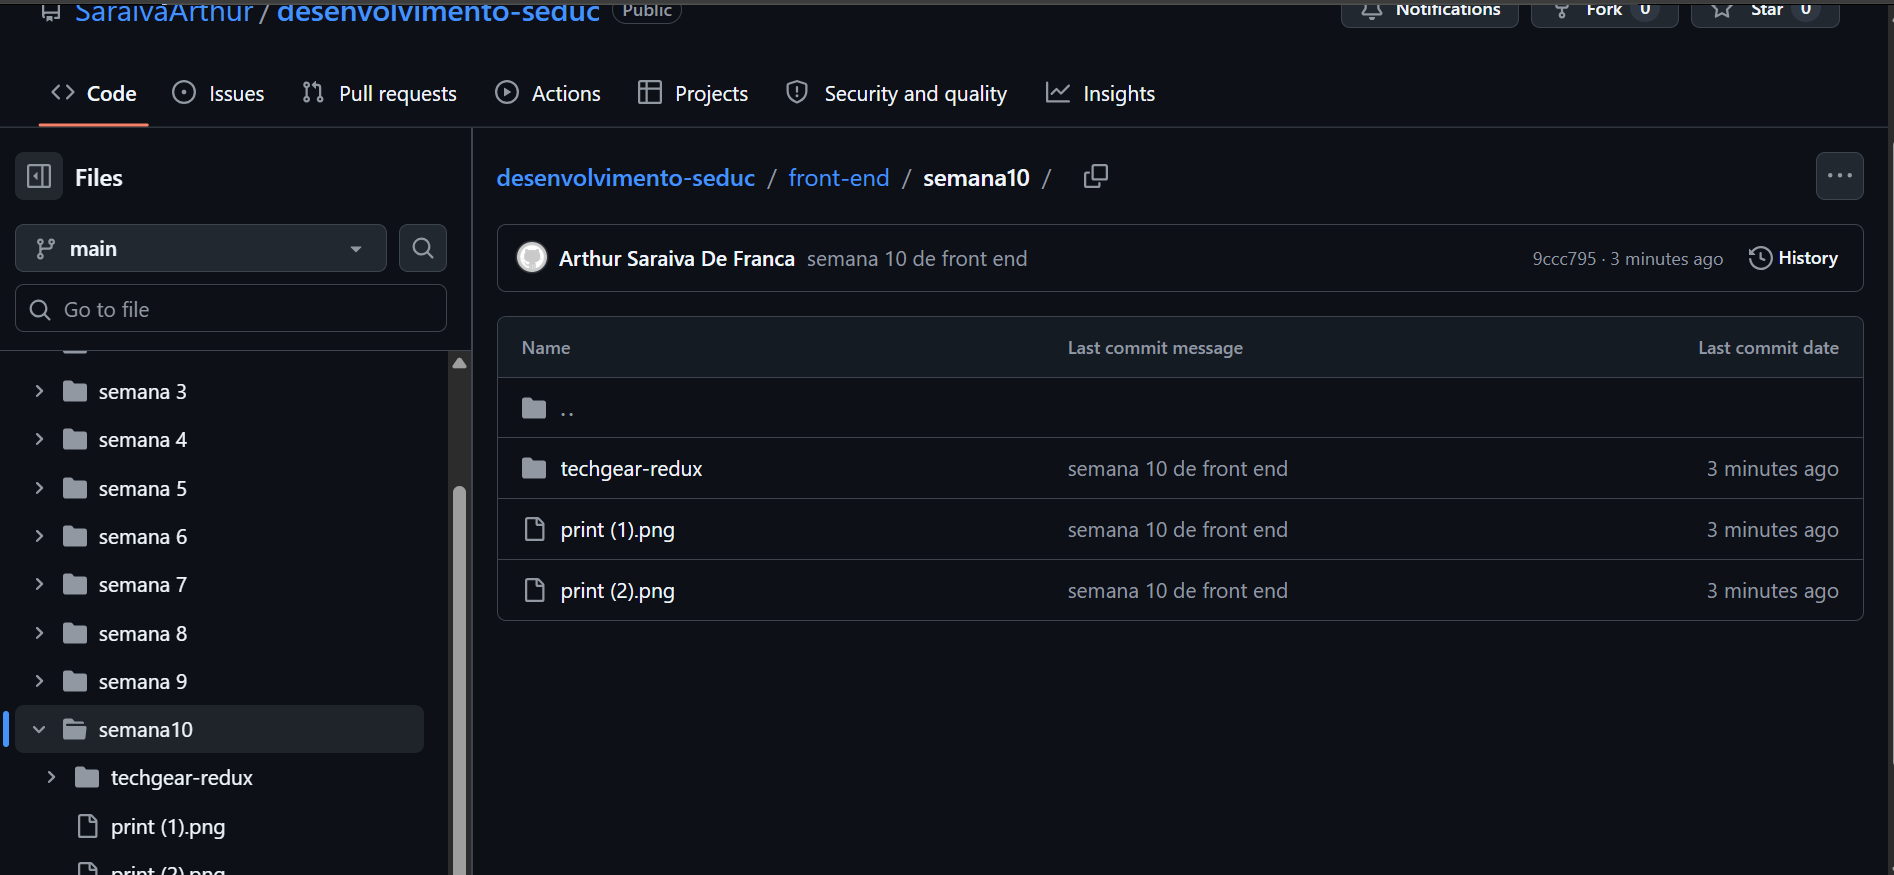 SaraivaArthur / desenvolvimento-seduc Public
Notifications Fork 0 Star 0
Code Issues Pull requests Actions Projects Security and quality Insights
Files
main
Go to file
semana 3
semana 4
semana 5
semana 6
semana 7
semana 8
semana 9
semana10
techgear-redux
print (1).png
print (2).png
desenvolvimento-seduc / front-end / semana10 /
Arthur Saraiva De Franca semana 10 de front end 9ccc795 · 3 minutes ago History
Name Last commit message Last commit date
..
techgear-redux semana 10 de front end 3 minutes ago
print (1).png semana 10 de front end 3 minutes ago
print (2).png semana 10 de front end 3 minutes ago